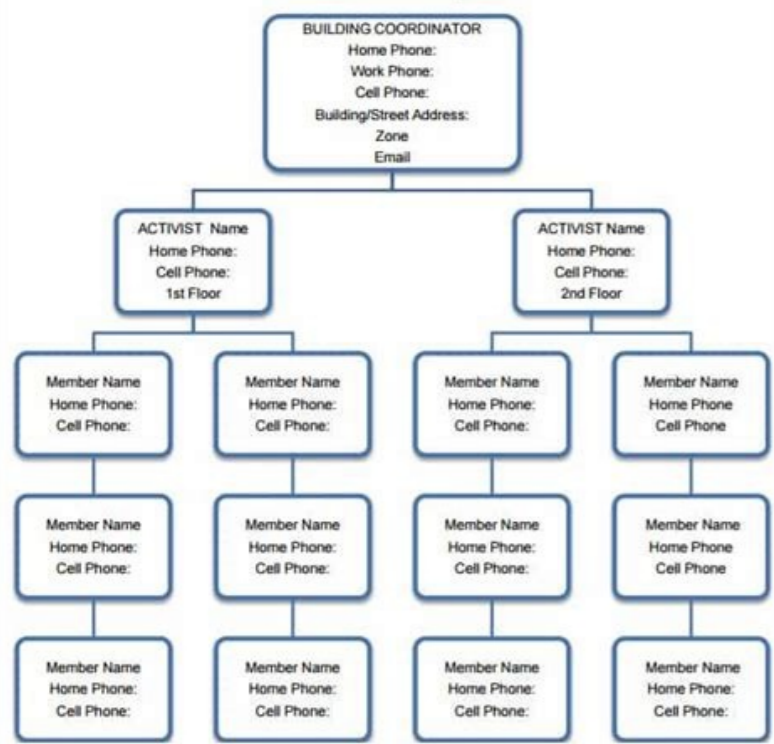 BUILDING COORDINATOR
Home Phone:
Work Phone:
Cell Phone:
Building/Street Address:
Zone
Email
ACTIVIST Name
Home Phone:
Cell Phone:
1st Floor
ACTIVIST Name
Home Phone:
Cell Phone:
2nd Floor
Member Name
Home Phone:
Cell Phone:
Member Name
Home Phone:
Cell Phone:
Member Name
Home Phone:
Cell Phone:
Member Name
Home Phone
Cell Phone
Member Name
Home Phone:
Cell Phone:
Member Name
Home Phone:
Cell Phone:
Member Name
Home Phone:
Cell Phone:
Member Name
Home Phone
Cell Phone
Member Name
Home Phone:
Cell Phone:
Member Name
Home Phone:
Cell Phone:
Member Name
Home Phone:
Cell Phone:
Member Name
Home Phone:
Cell Phone: